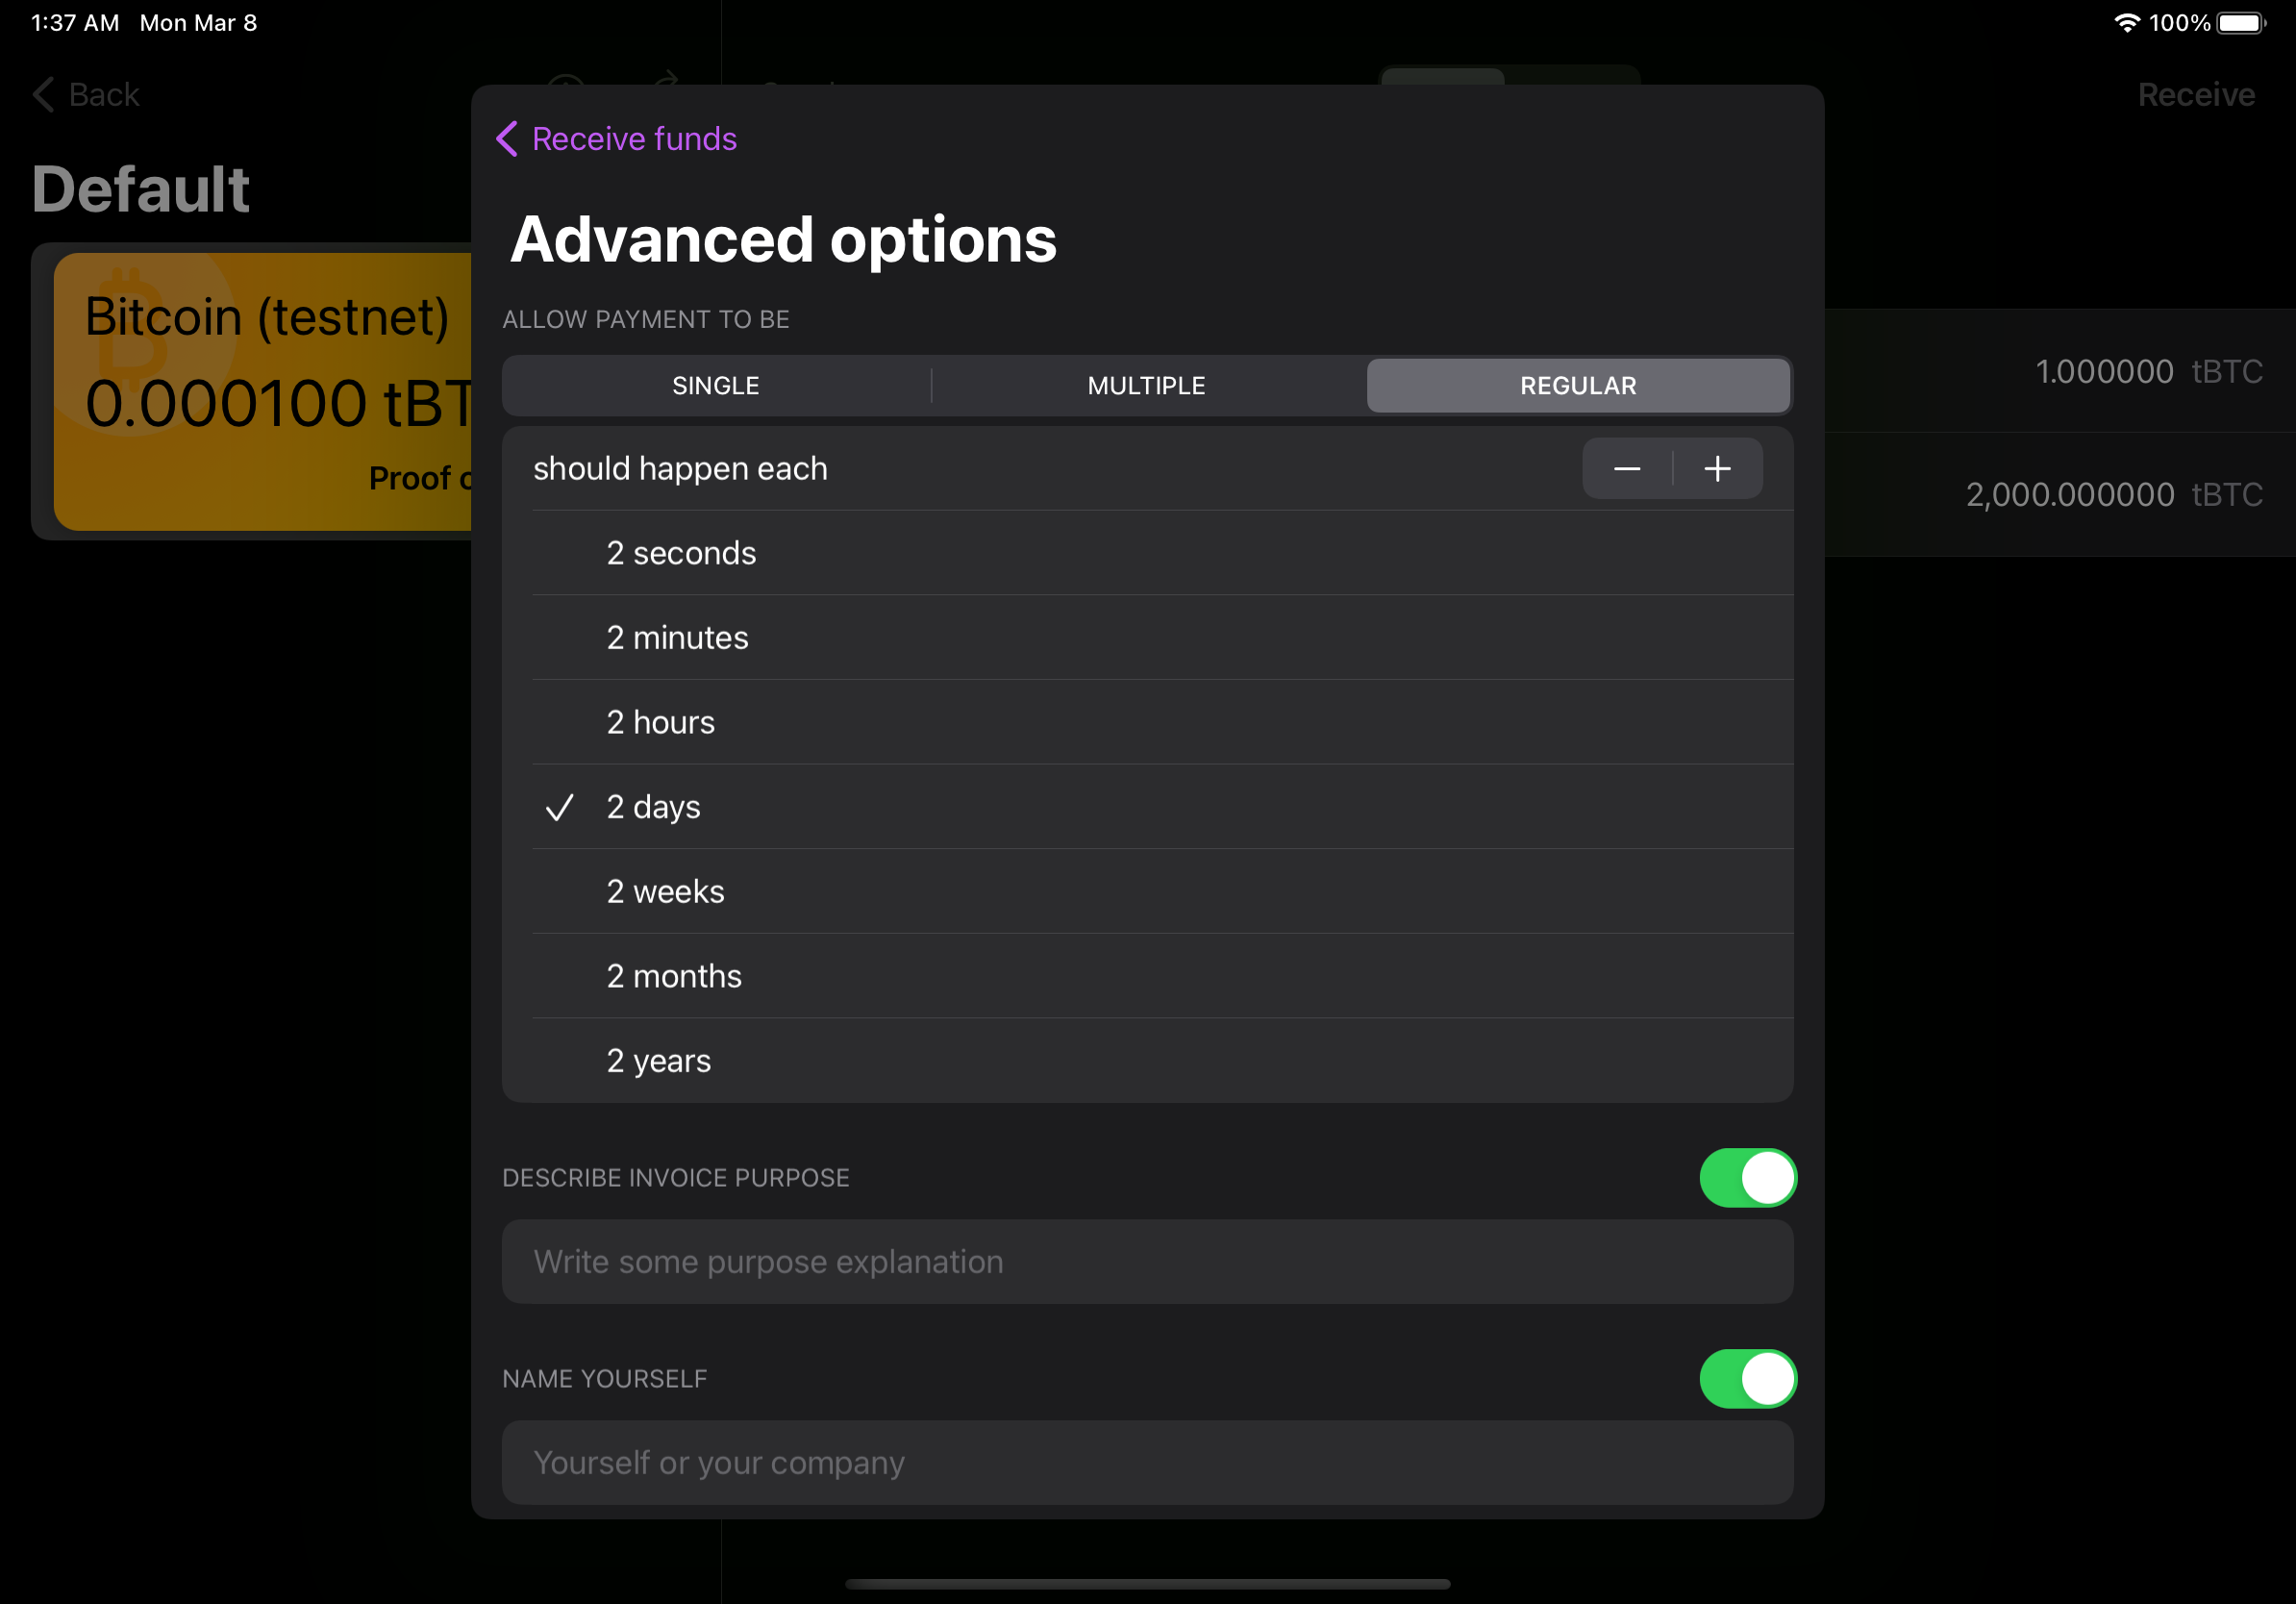 1:37 AM Mon Mar 8
100%
Back
Receive
Default
Bitcoin (testnet)
0.000100
Proof
1.000000 tBTC
2,000.000000 tBTC
Receive funds
Advanced options
ALLOW PAYMENT TO BE
SINGLE MULTIPLE REGULAR
should happen each
2 seconds
2 minutes
2 hours
2 days
2 weeks
2 months
2 years
DESCRIBE INVOICE PURPOSE
Write some purpose explanation
NAME YOURSELF
Yourself or your company